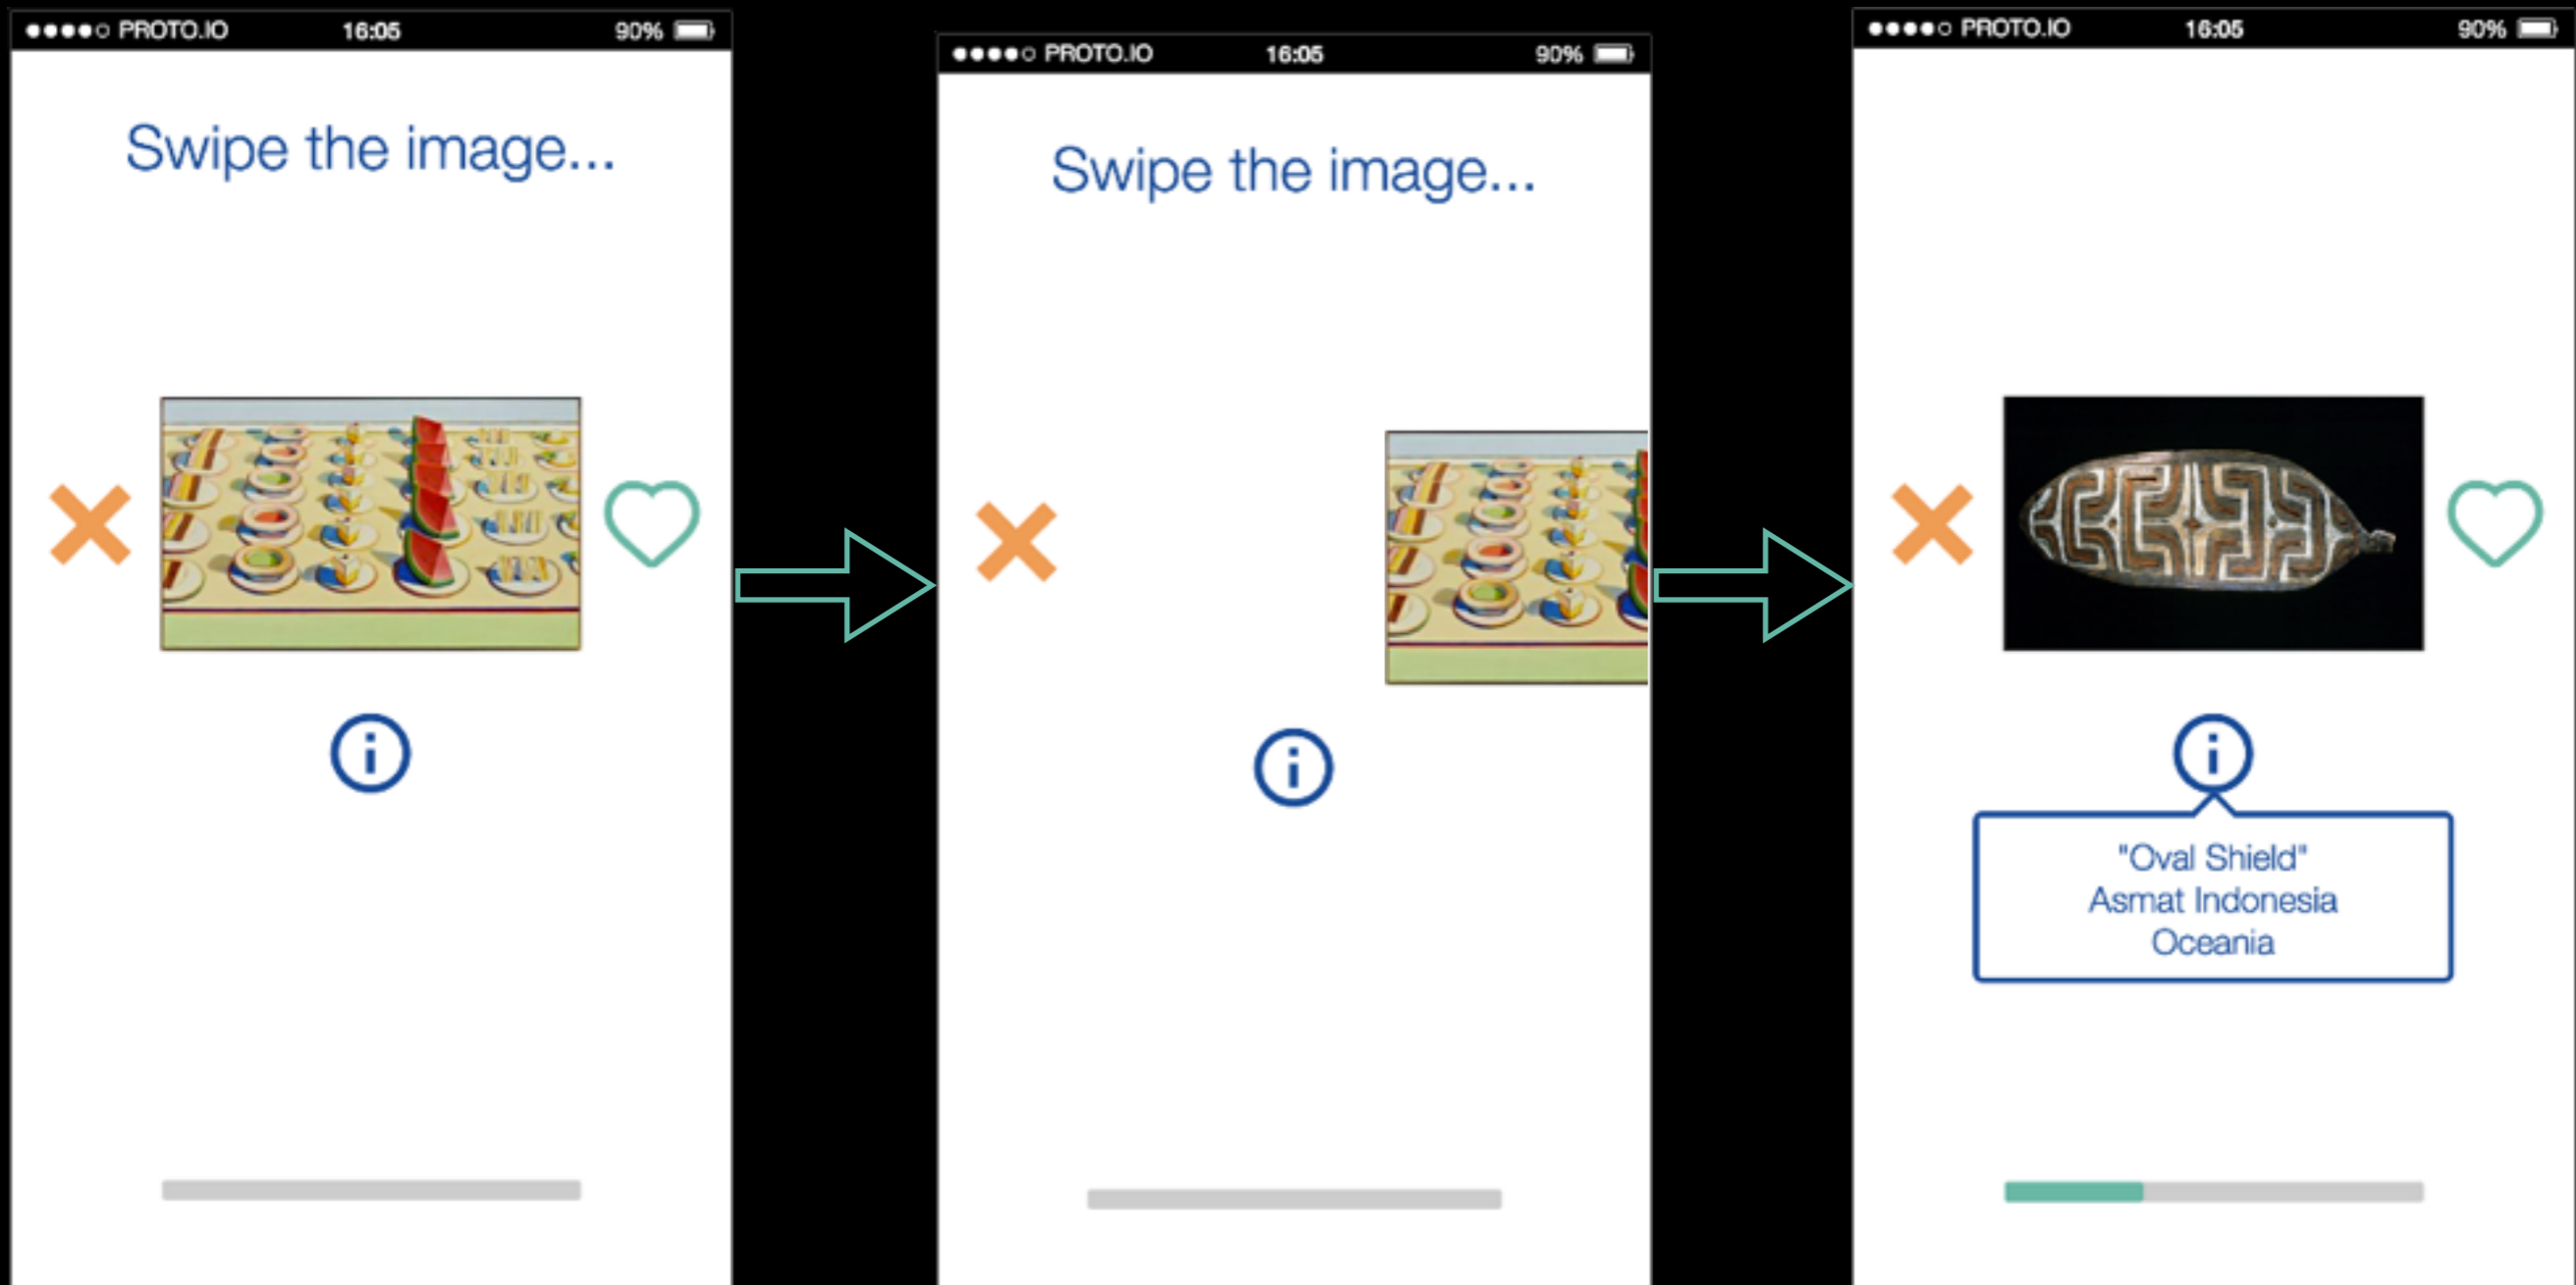 PROTO.IO 16:05 90%
Swipe the image...
i
PROTO.IO 16:05 90%
Swipe the image...
i
PROTO.IO 16:05 90%
i
"Oval Shield"
Asmat Indonesia
Oceania